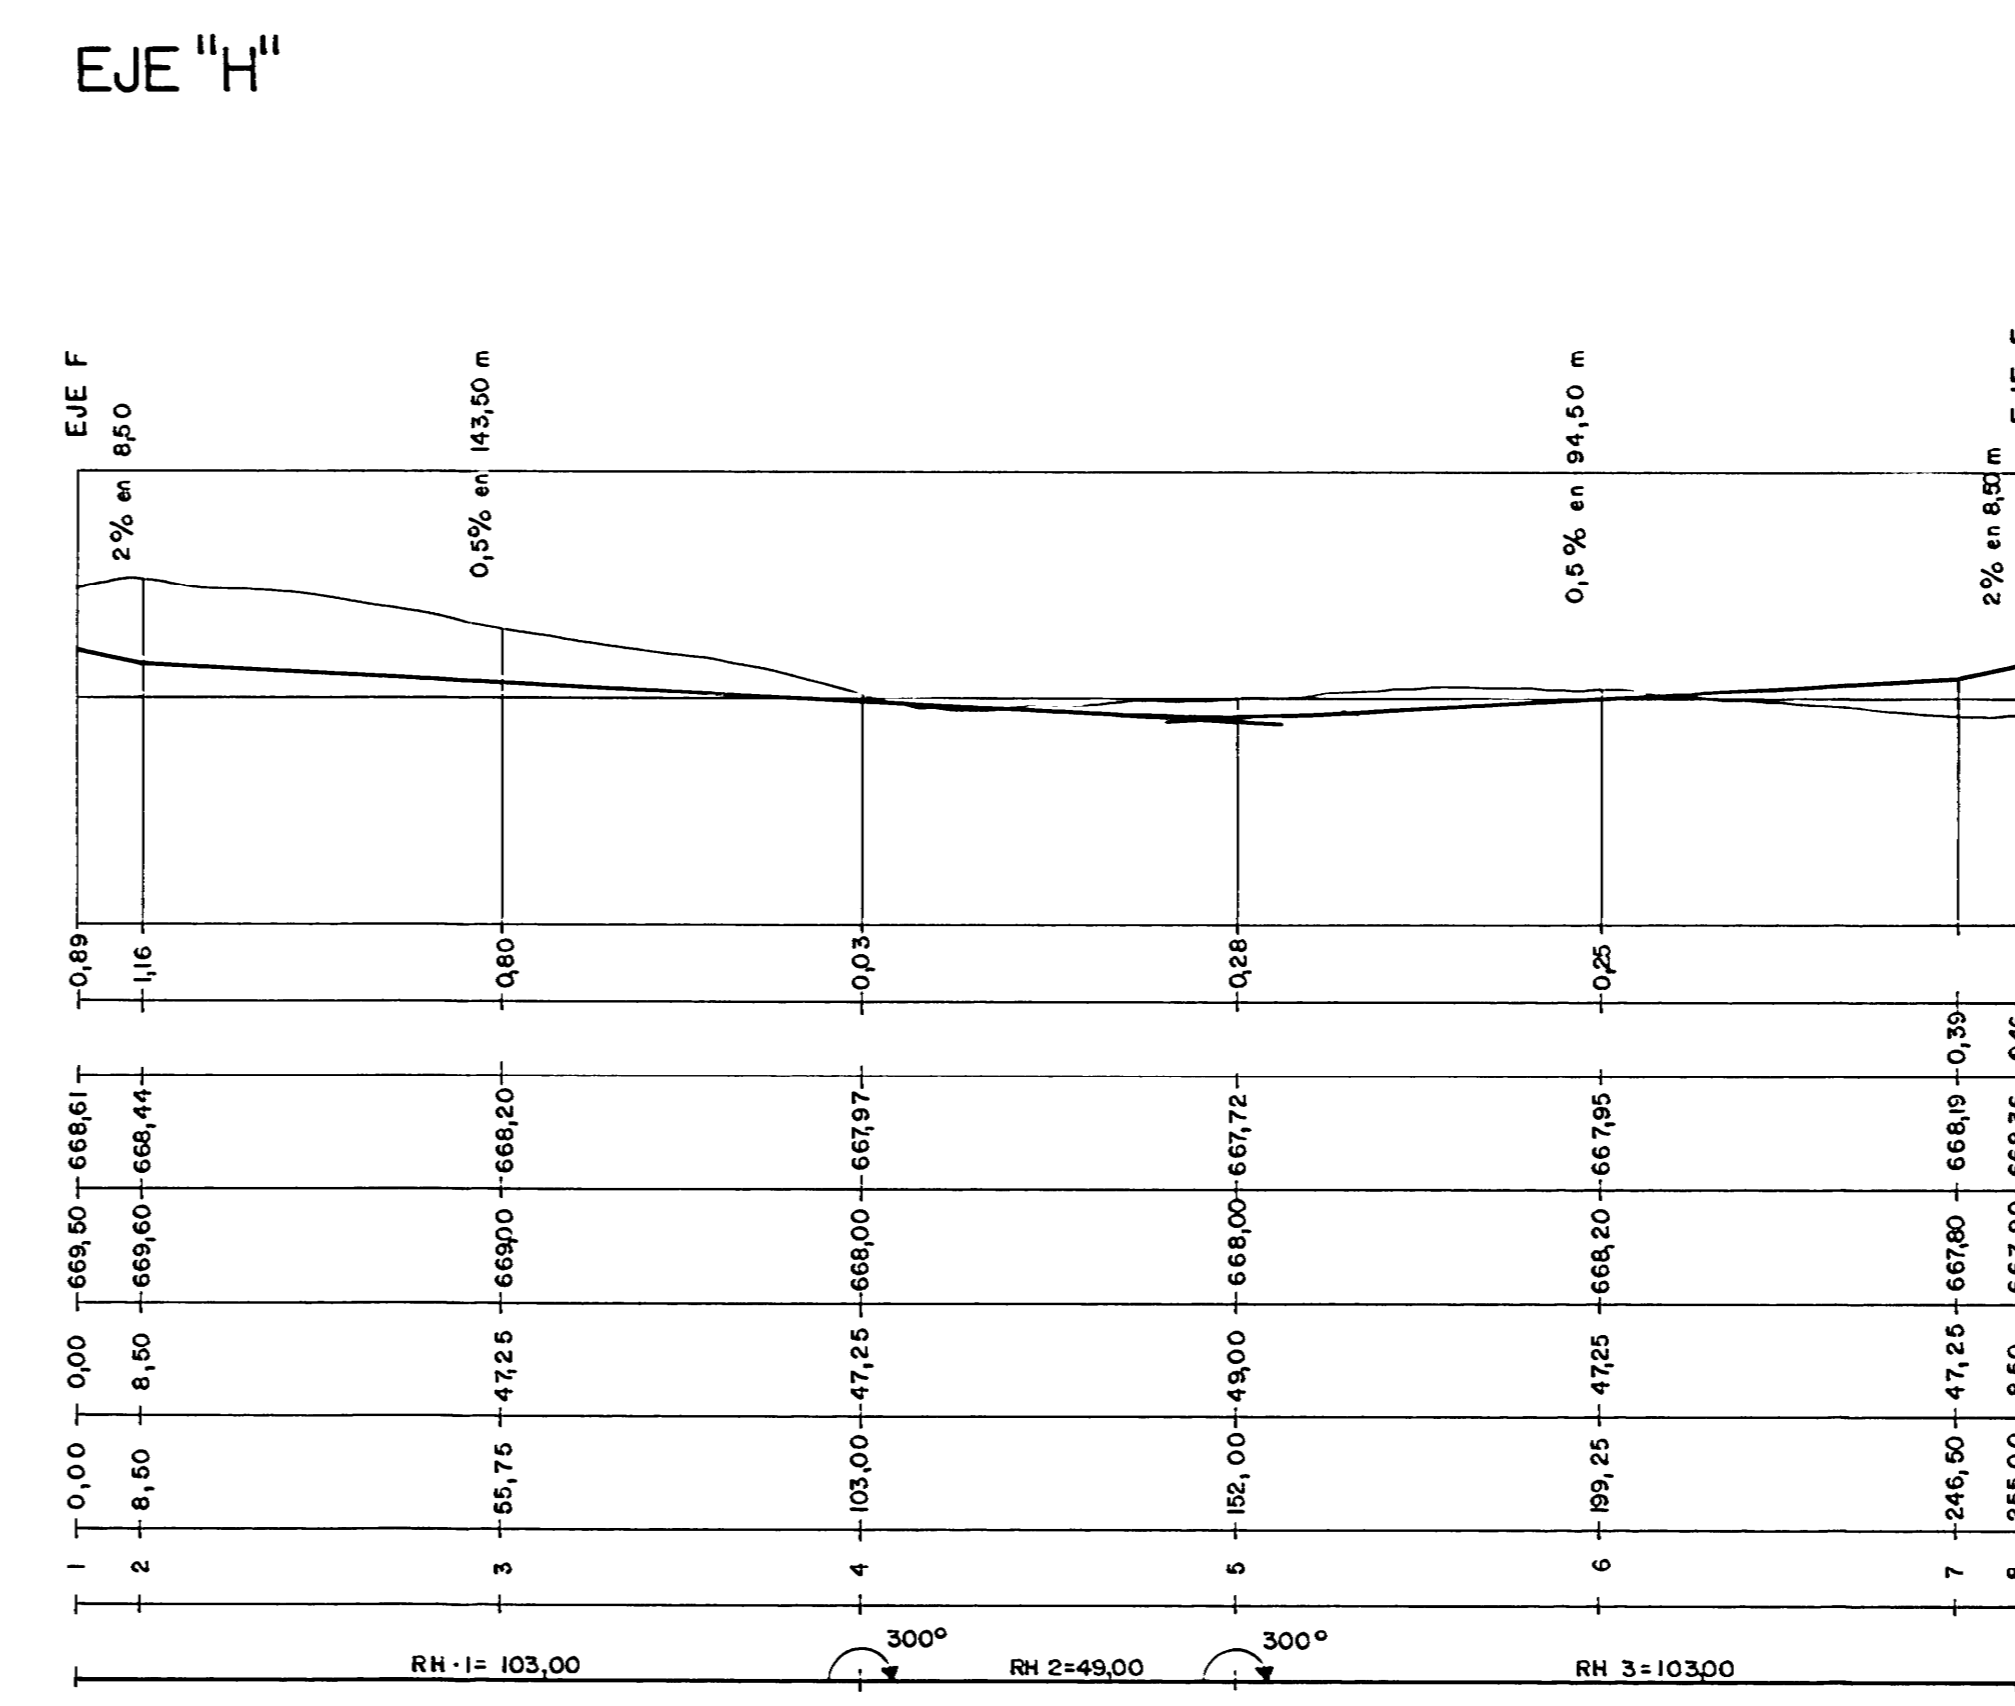 EJE "H"
EJE F
2% en 8,50
0,5% en 143,50 m
0,5% en 94,50 m
2% en 8,50 m
0,89 1,16 0,80 0,03 0,28 0,25
0,39
668,61 668,44 668,20 667,97 667,72 667,95 668,19
669,50 669,60 669,00 668,00 668,00 668,20 667,80
0,00 8,50 47,25 47,25 49,00 47,25 47,25
0,00 8,50 55,75 103,00 152,00 199,25 246,50
1 2 3 4 5 6 7
300° 300°
RH·1= 103,00 RH 2=49,00 RH 3=103,00